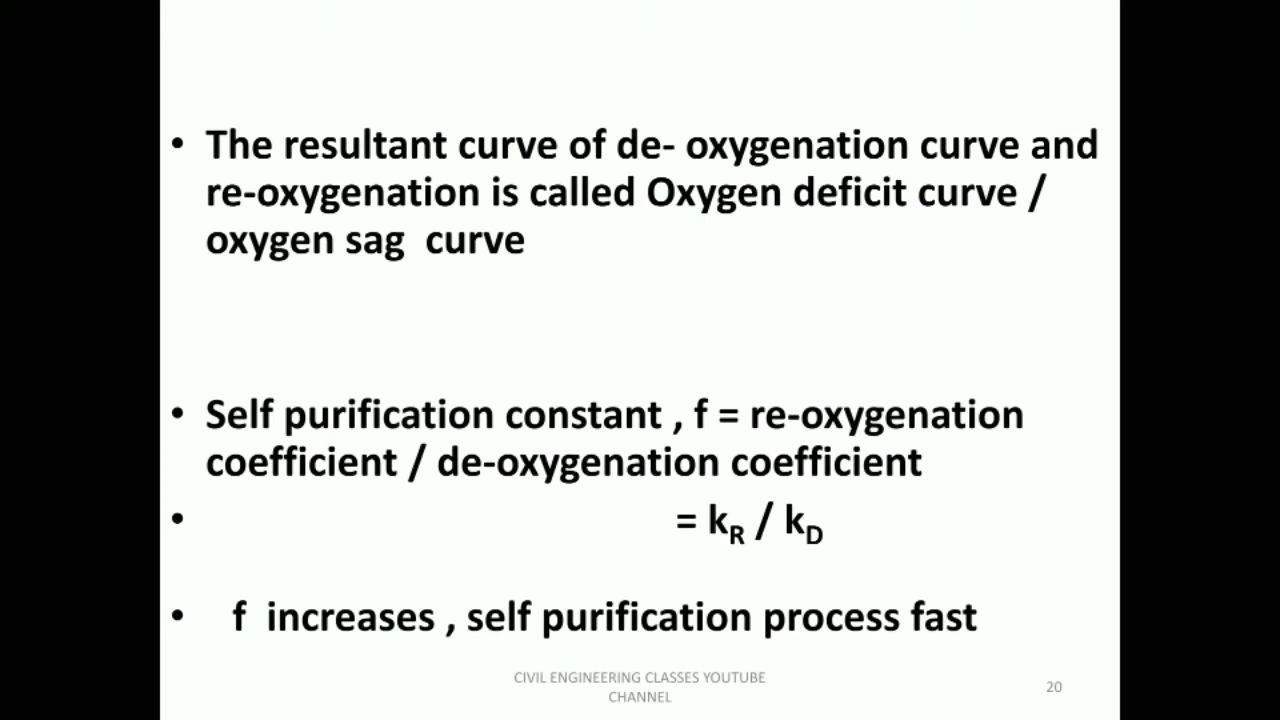 • The resultant curve of de- oxygenation curve and
re-oxygenation is called Oxygen deficit curve /
oxygen sag  curve
• Self purification constant , f = re-oxygenation
coefficient / de-oxygenation coefficient
• = kR / kD
• f  increases , self purification process fast
CIVIL ENGINEERING CLASSES YOUTUBE
CHANNEL
20